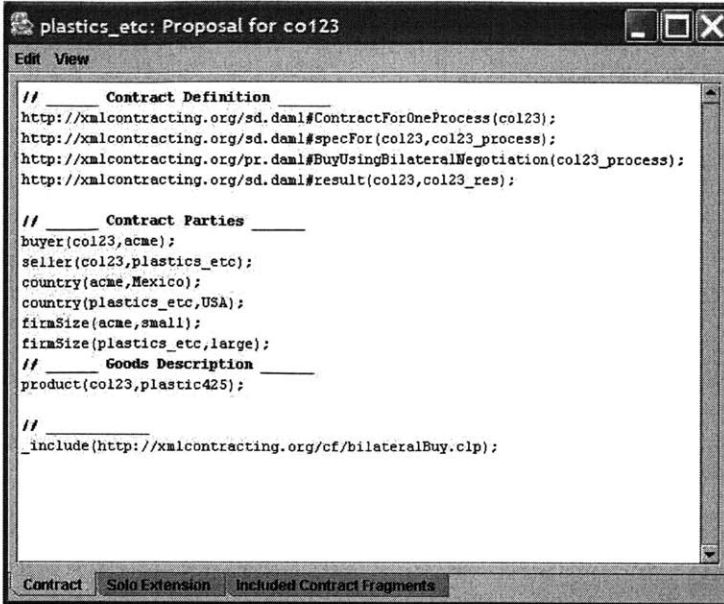 plastics_etc: Proposal for co123
Edit View
// ______ Contract Definition ______
http://xmlcontracting.org/sd.daml#ContractForOneProcess(co123);
http://xmlcontracting.org/sd.daml#specFor(co123,co123_process);
http://xmlcontracting.org/pr.daml#BuyUsingBilateralNegotiation(co123_process);
http://xmlcontracting.org/sd.daml#result(co123,co123_res);
// ______ Contract Parties ______
buyer(co123,acme);
seller(co123,plastics_etc);
country(acme,Mexico);
country(plastics_etc,USA);
firmSize(acme,small);
firmSize(plastics_etc,large);
// ______ Goods Description ______
product(co123,plastic425);
// ____________
_include(http://xmlcontracting.org/cf/bilateralBuy.clp);
Contract Solo Extension Included Contract Fragments